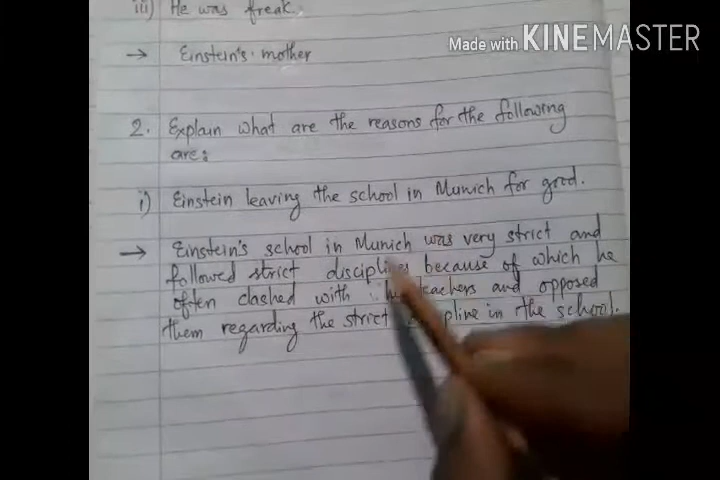 iii) He was freak.
Made with KINEMASTER
→ Einstein's mother
2. Explain what are the reasons for the following
are:
i) Einstein leaving the school in Munich for good.
→ Einstein's school in Munich was very strict and
followed strict disciplines because of which he
often clashed with teachers and opposed
them regarding the strict pline in the school.